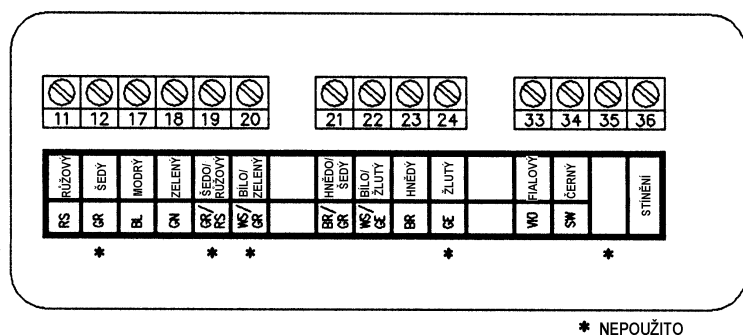 11 12 17 18 19 20 21 22 23 24 33 34 35 36
RŮŽOVÝ
ŠEDÝ
MODRÝ
ZELENÝ
ŠEDO/
RŮŽOVÝ
BÍLO/
ZELENÝ
HNĚDO/
ŠEDÝ
BÍLO/
ŽLUTÝ
HNĚDÝ
ŽLUTÝ
FIALOVÝ
ČERNÝ
STÍNĚNÍ
RS
GR
BL
GN
GR/
RS
WS/
GR
BR/
GR
WS/
GE
BR
GE
VIO
SW
* * * * *
* NEPOUŽITO